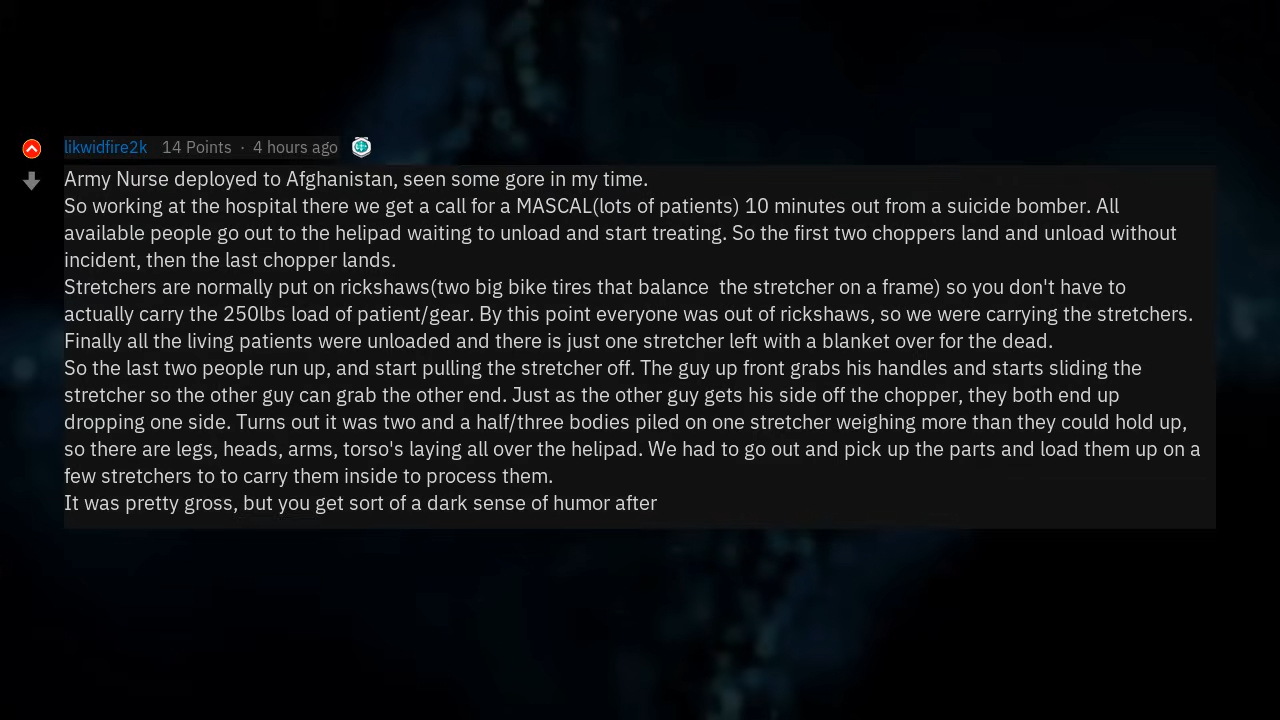 likwidfire2k 14 Points · 4 hours ago
Army Nurse deployed to Afghanistan, seen some gore in my time.
So working at the hospital there we get a call for a MASCAL(lots of patients) 10 minutes out from a suicide bomber. All
available people go out to the helipad waiting to unload and start treating. So the first two choppers land and unload without
incident, then the last chopper lands.
Stretchers are normally put on rickshaws(two big bike tires that balance  the stretcher on a frame) so you don't have to
actually carry the 250lbs load of patient/gear. By this point everyone was out of rickshaws, so we were carrying the stretchers.
Finally all the living patients were unloaded and there is just one stretcher left with a blanket over for the dead.
So the last two people run up, and start pulling the stretcher off. The guy up front grabs his handles and starts sliding the
stretcher so the other guy can grab the other end. Just as the other guy gets his side off the chopper, they both end up
dropping one side. Turns out it was two and a half/three bodies piled on one stretcher weighing more than they could hold up,
so there are legs, heads, arms, torso's laying all over the helipad. We had to go out and pick up the parts and load them up on a
few stretchers to to carry them inside to process them.
It was pretty gross, but you get sort of a dark sense of humor after